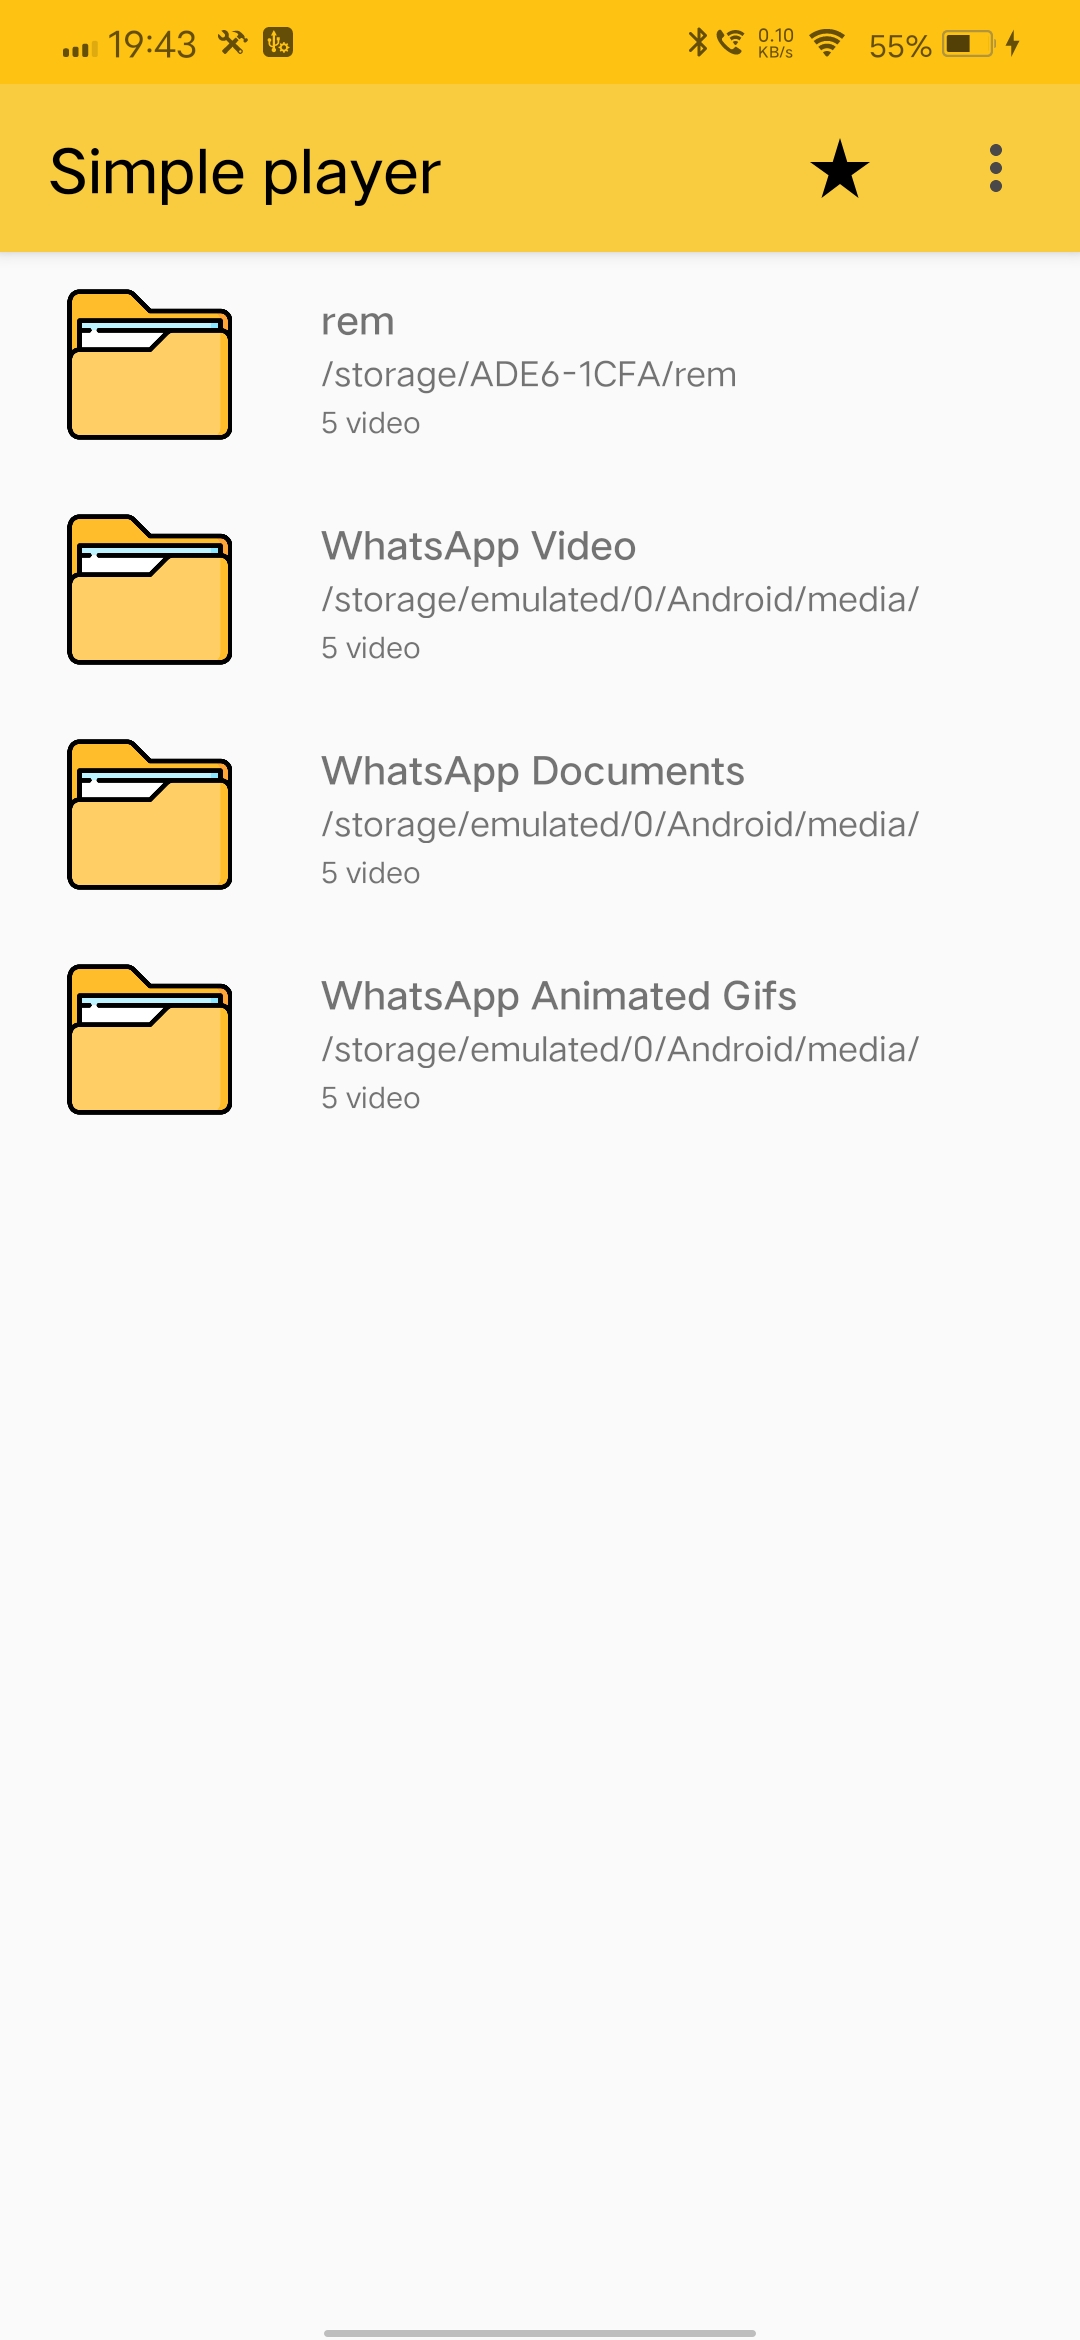 19:43
0.10
KB/s
55%
Simple player
rem
/storage/ADE6-1CFA/rem
5 video
WhatsApp Video
/storage/emulated/0/Android/media/
5 video
WhatsApp Documents
/storage/emulated/0/Android/media/
5 video
WhatsApp Animated Gifs
/storage/emulated/0/Android/media/
5 video